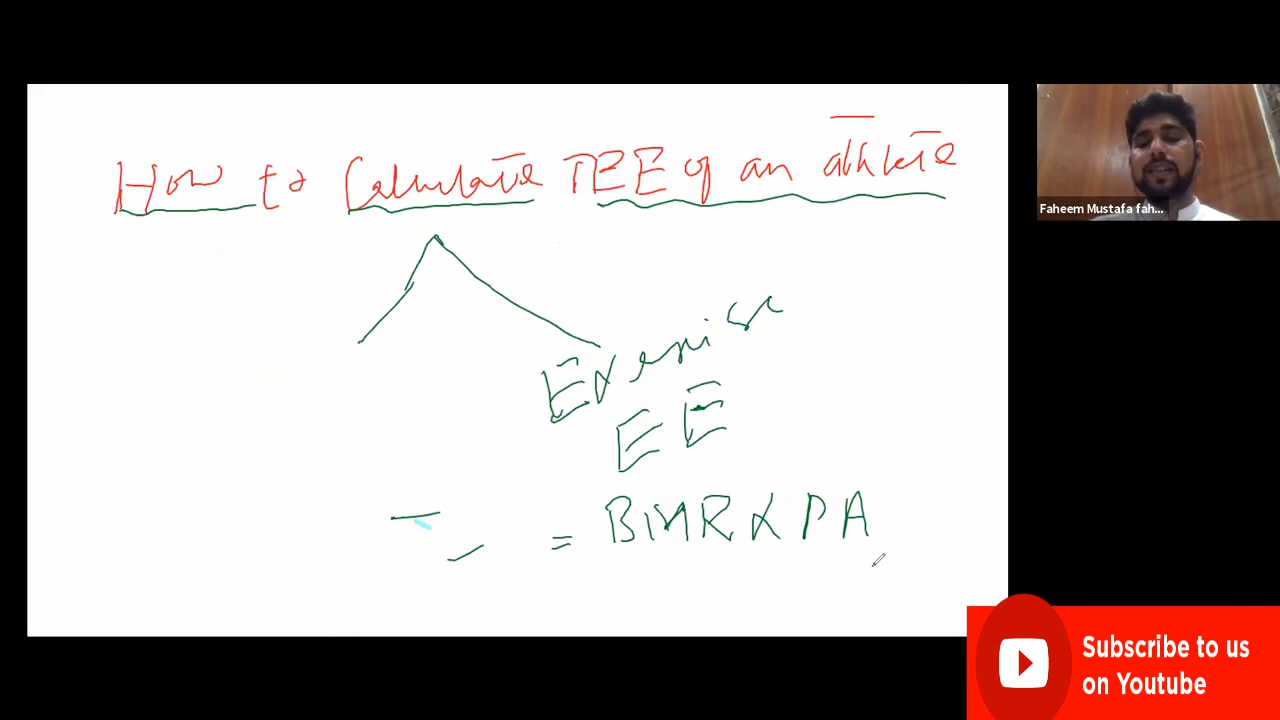 How to Calculate TEE of an athlete
Exercise
EE
= BMR X PA
Faheem Mustafa fah...
Subscribe to us
on Youtube